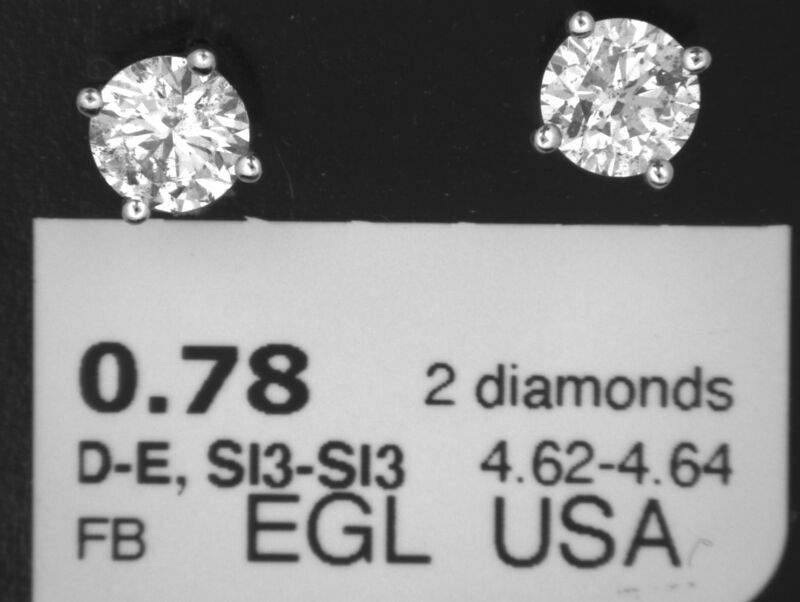 0.78 2 diamonds
D-E, SI3-SI3 4.62-4.64
FB EGL USA